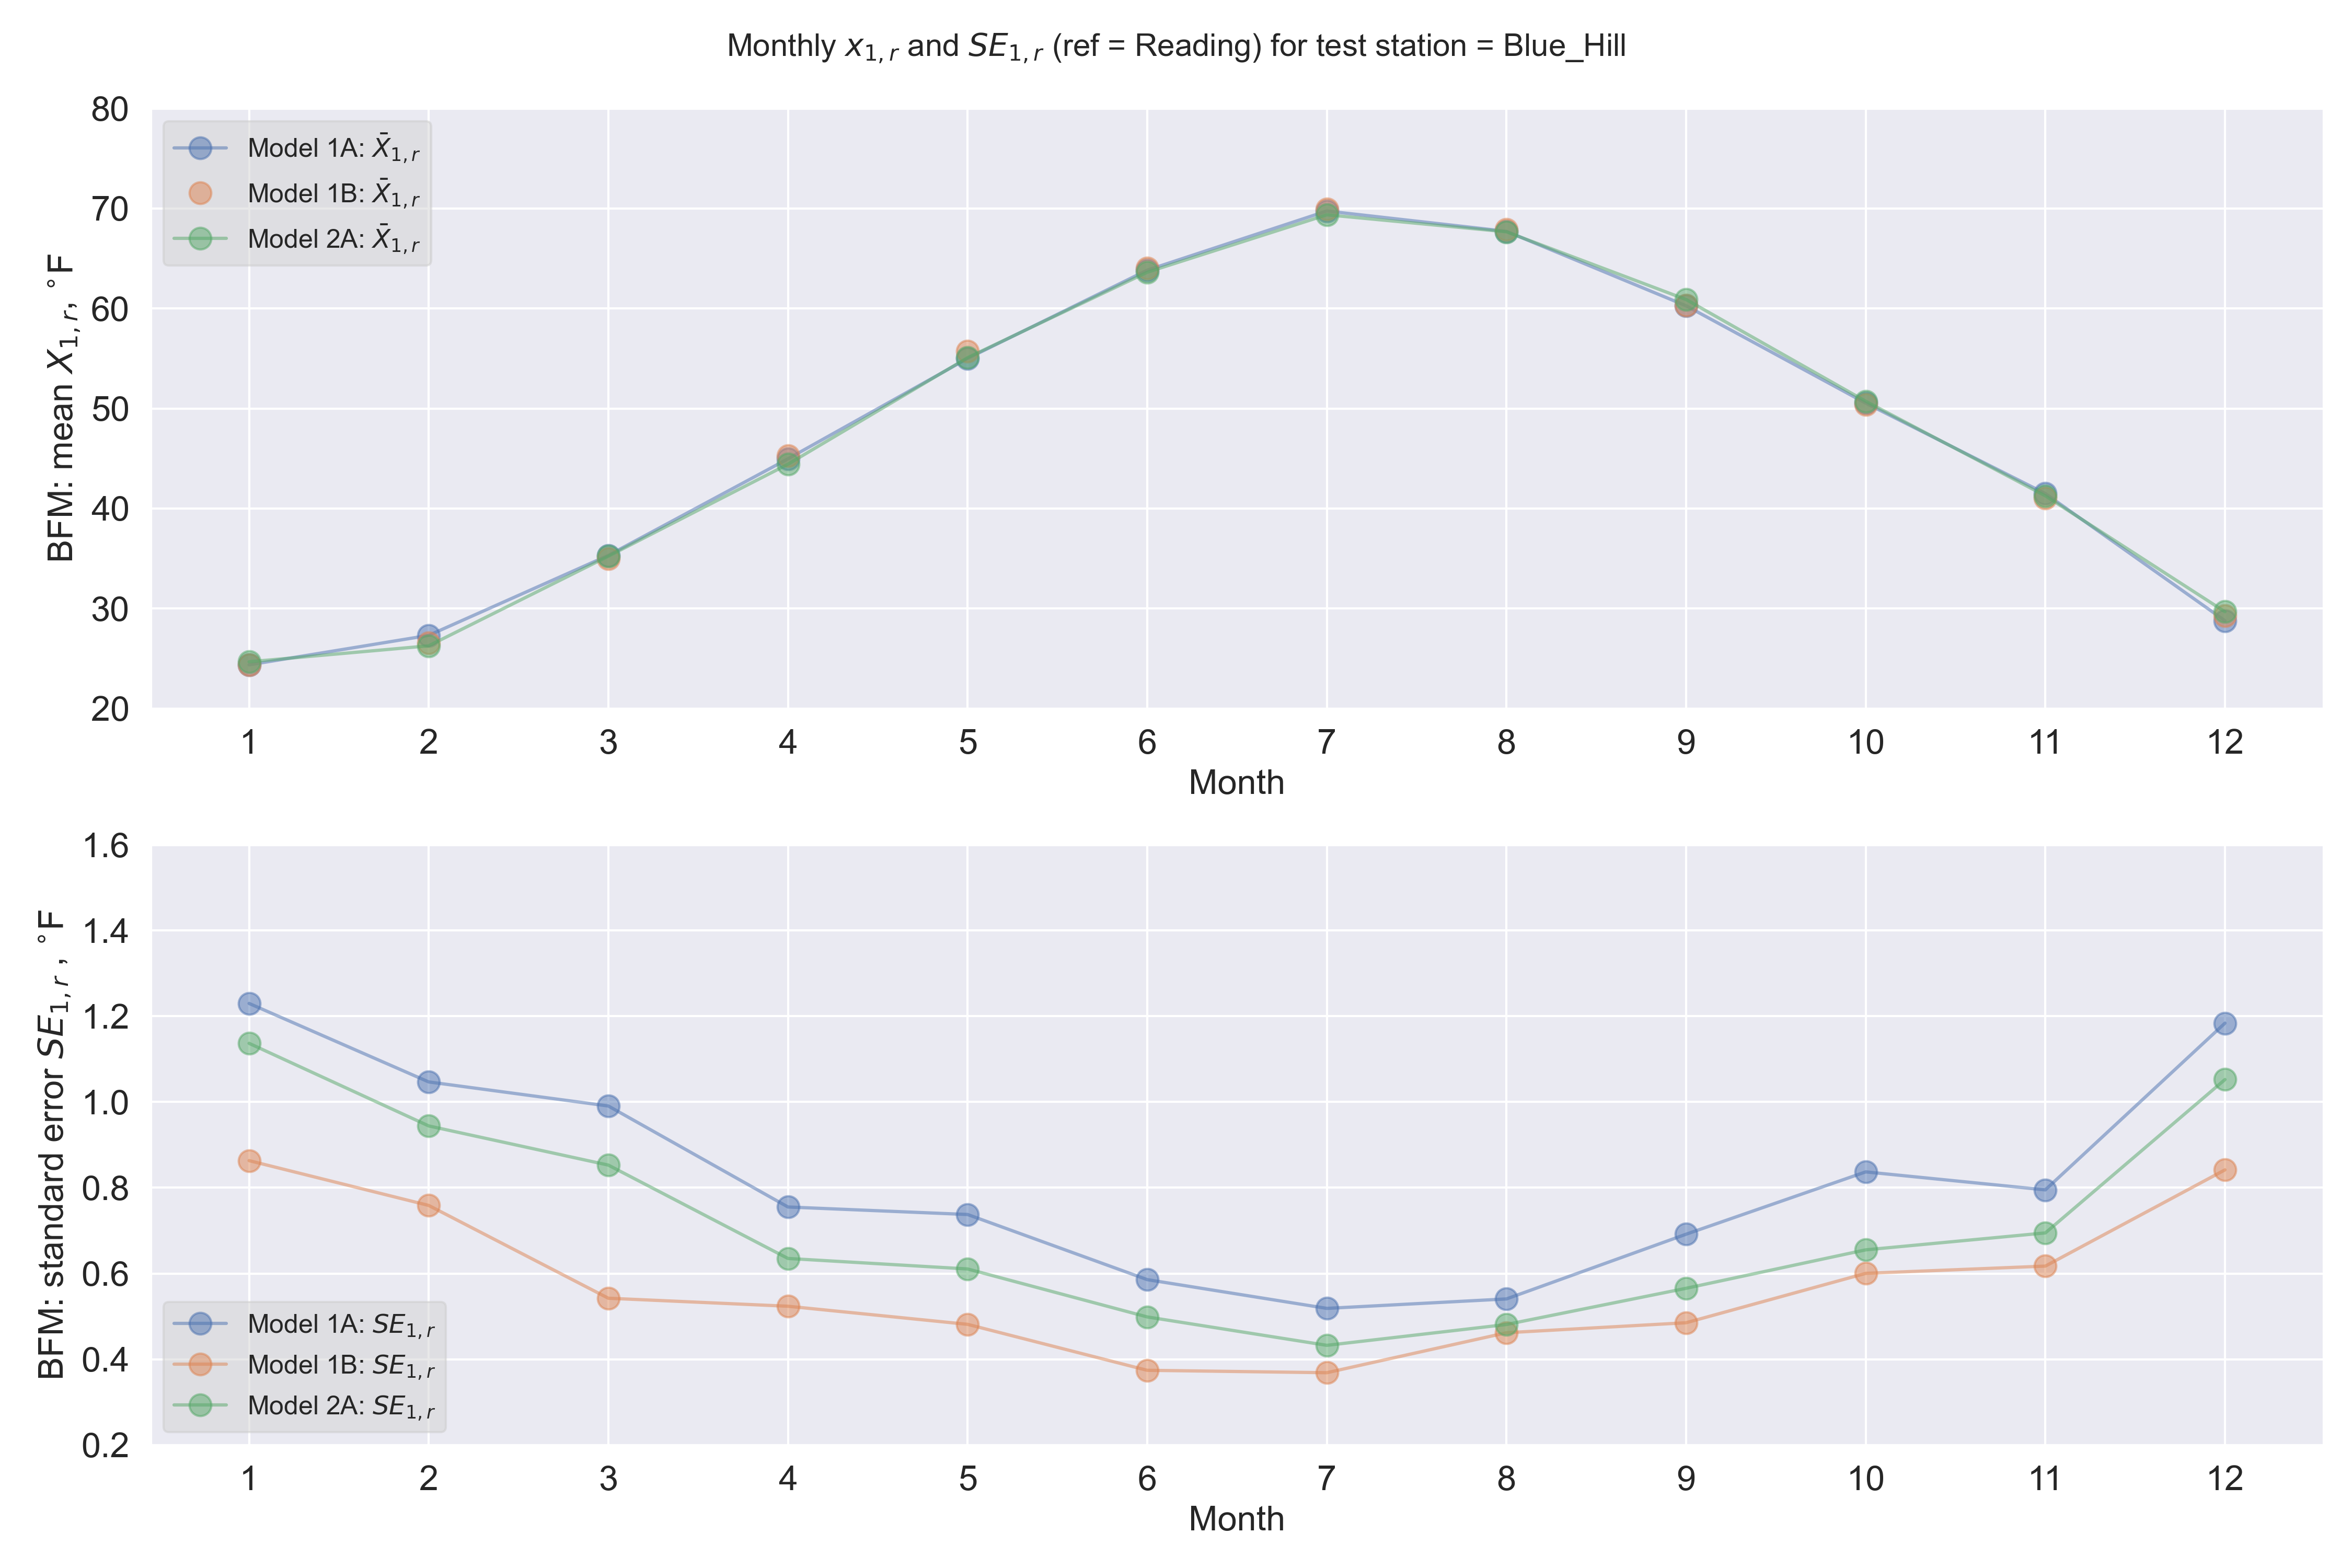 Monthly x₁,ᵣ and SE₁,ᵣ (ref = Reading) for test station = Blue_Hill
BFM: mean X₁,ᵣ, °F
80
70
60
50
40
30
20
Model 1A: X̄₁,ᵣ
Model 1B: X̄₁,ᵣ
Model 2A: X̄₁,ᵣ
1 2 3 4 5 6 7 8 9 10 11 12
Month
BFM: standard error SE₁,ᵣ , °F
1.6
1.4
1.2
1.0
0.8
0.6
0.4
0.2
Model 1A: SE₁,ᵣ
Model 1B: SE₁,ᵣ
Model 2A: SE₁,ᵣ
1 2 3 4 5 6 7 8 9 10 11 12
Month